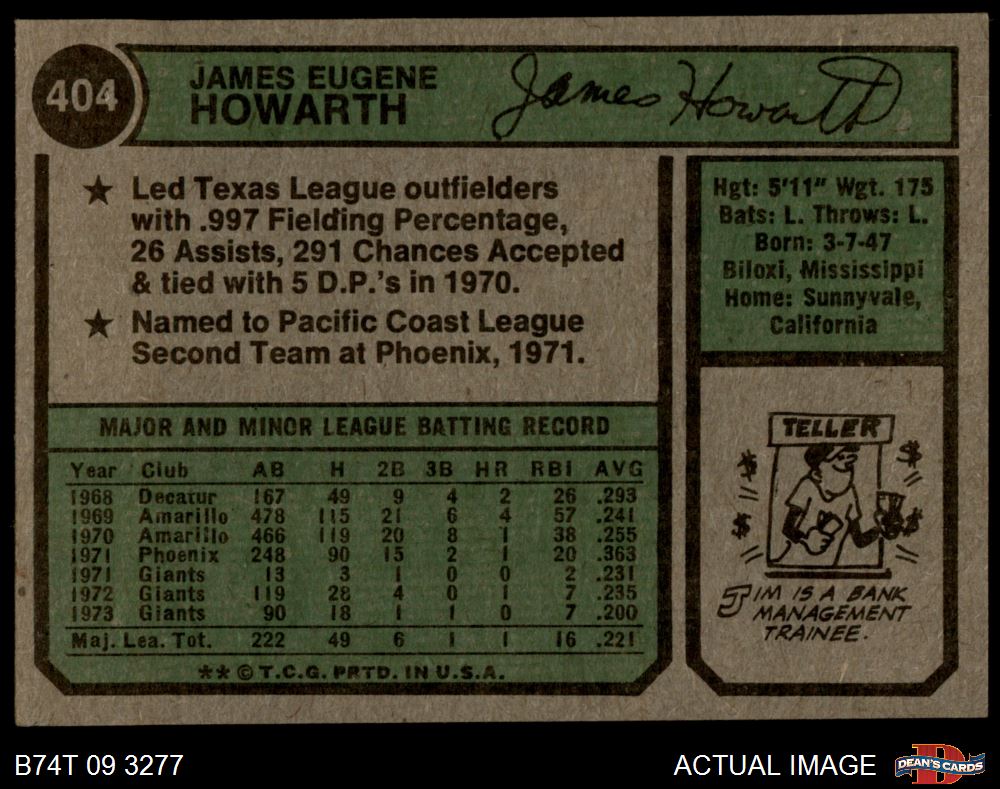 404
JAMES EUGENE
HOWARTH
James Howarth
★ Led Texas League outfielders
with .997 Fielding Percentage,
26 Assists, 291 Chances Accepted
& tied with 5 D.P.'s in 1970.
★ Named to Pacific Coast League
Second Team at Phoenix, 1971.
Hgt: 5'11" Wgt. 175
Bats: L. Throws: L.
Born: 3-7-47
Biloxi, Mississippi
Home: Sunnyvale,
California
MAJOR AND MINOR LEAGUE BATTING RECORD
Year Club AB H 2B 3B HR RBI AVG
1968 Decatur 167 49 9 4 2 26 .293
1969 Amarillo 478 115 21 6 4 57 .241
1970 Amarillo 466 119 20 8 1 38 .255
1971 Phoenix 248 90 15 2 1 20 .363
1971 Giants 13 3 1 0 0 2 .231
1972 Giants 119 28 4 0 1 7 .235
1973 Giants 90 18 1 1 0 7 .200
Maj. Lea. Tot. 222 49 6 1 1 16 .221
** © T.C.G. PRTD. IN U.S.A.
TELLER
$ $ $ $
JIM IS A BANK
MANAGEMENT
TRAINEE.
B74T 09 3277
ACTUAL IMAGE
D
DEAN'S CARDS